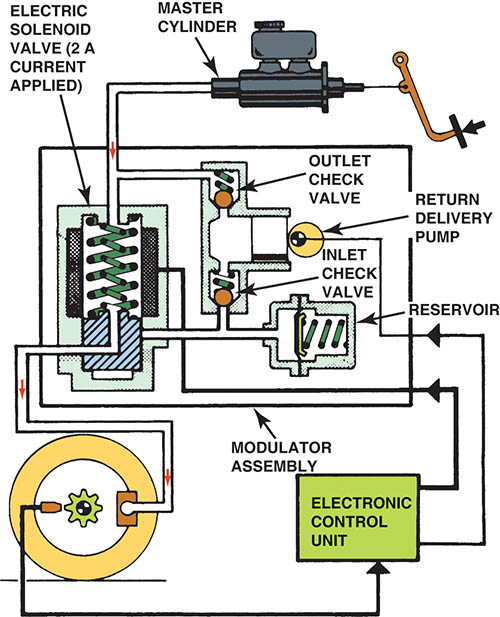 ELECTRIC
SOLENOID
VALVE (2 A
CURRENT
APPLIED)
MASTER
CYLINDER
OUTLET
CHECK
VALVE
RETURN
DELIVERY
PUMP
INLET
CHECK
VALVE
RESERVOIR
MODULATOR
ASSEMBLY
ELECTRONIC
CONTROL
UNIT